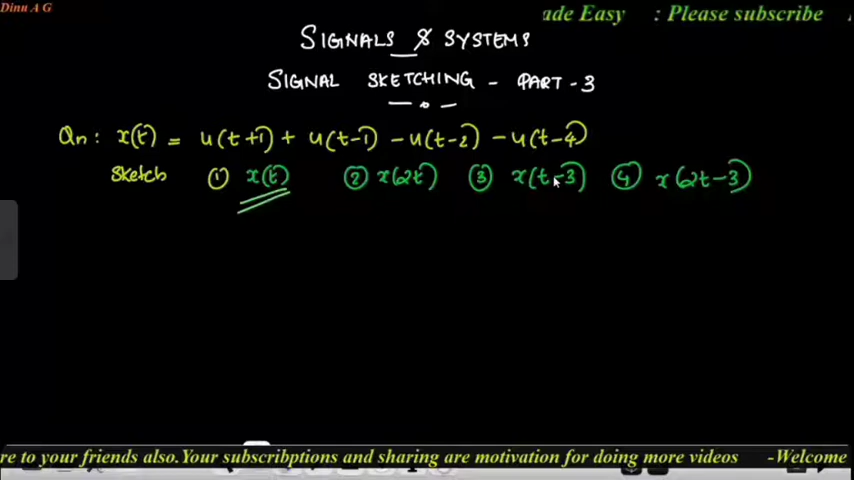 Dinu A G
ade Easy : Please subscribe
SIGNALS & SYSTEMS
SIGNAL SKETCHING - PART-3
Qn: x(t) = u(t+1) + u(t-1) - u(t-2) - u(t-4)
Sketch ① x(t) ② x(2t) ③ x(t-3) ④ x(2t-3)
re to your friends also.Your subscribptions and sharing are motivation for doing more videos -Welcome